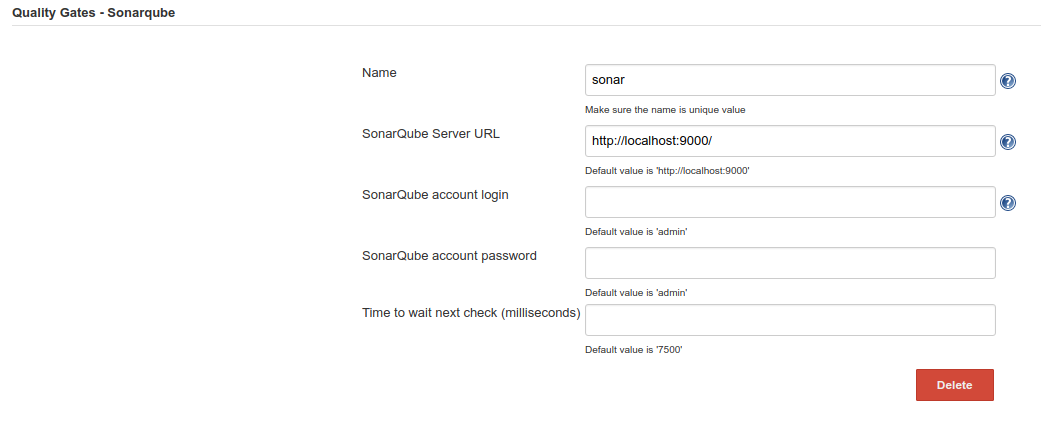 Quality Gates - Sonarqube
Name
sonar
Make sure the name is unique value
SonarQube Server URL
http://localhost:9000/
Default value is 'http://localhost:9000'
SonarQube account login
Default value is 'admin'
SonarQube account password
Default value is 'admin'
Time to wait next check (milliseconds)
Default value is '7500'
Delete